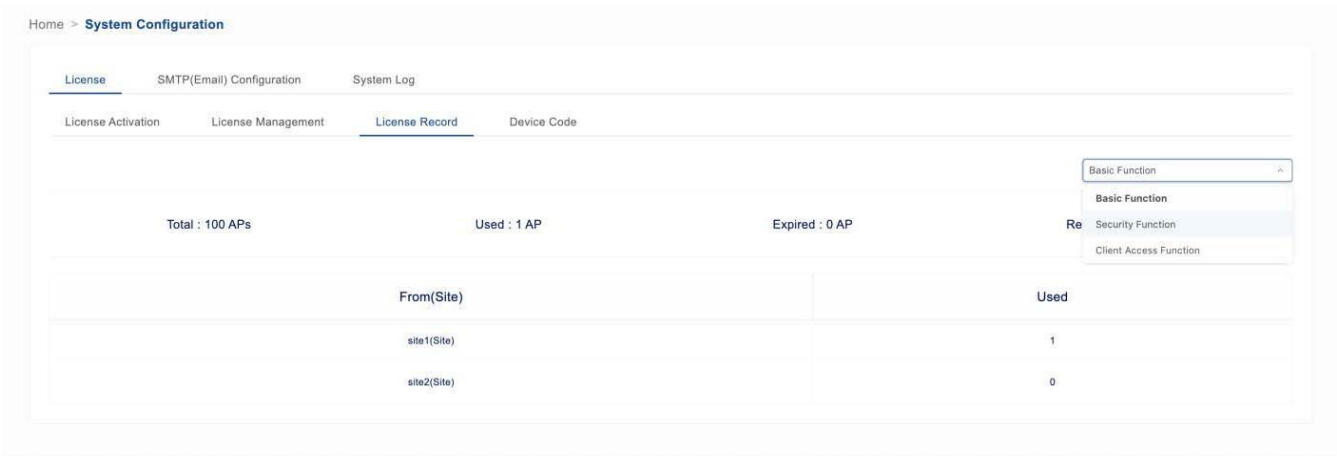 Home > System Configuration
License SMTP(Email) Configuration System Log
License Activation License Management License Record Device Code
Basic Function
Basic Function
Total : 100 APs Used : 1 AP Expired : 0 AP Security Function
Client Access Function
From(Site) Used
site1(Site) 1
site2(Site) 0